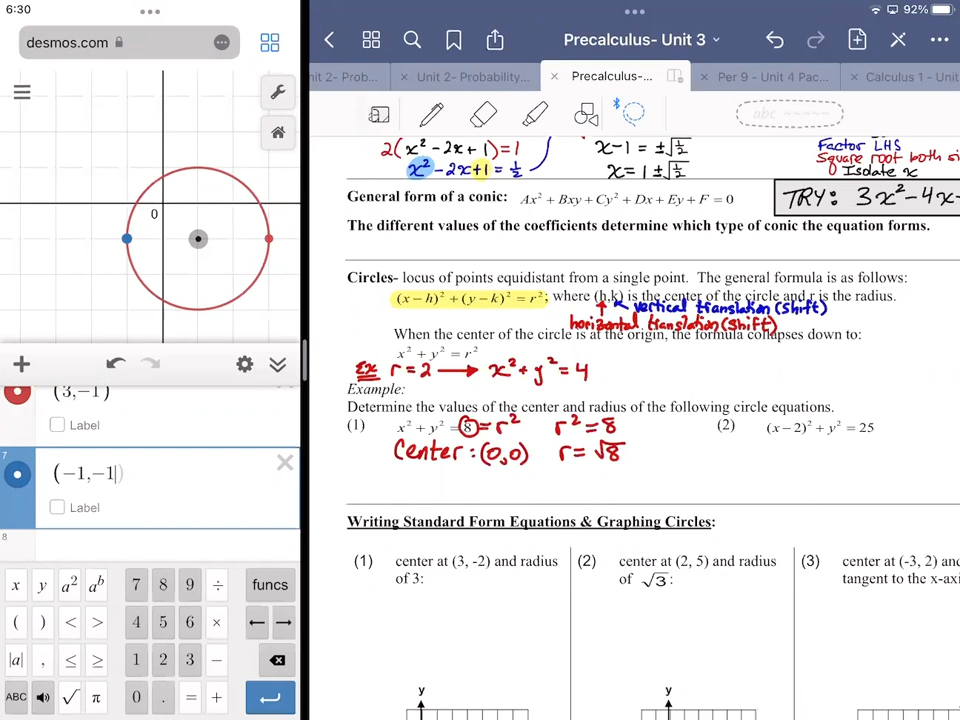 6:30
92%
desmos.com
Precalculus- Unit 3
nit 2- Prob...
Unit 2- Probability...
Precalculus-...
Per 9 - Unit 4 Pac...
Calculus 1 - Unit
abc
2(x² - 2x + 1) = 1
x² - 2x + 1 = ½
x - 1 = ± √½
x = 1 ± √½
Factor LHS
Square root both si
Isolate x
General form of a conic: Ax² + Bxy + Cy² + Dx + Ey + F = 0
TRY: 3x² - 4x -
The different values of the coefficients determine which type of conic the equation forms.
Circles- locus of points equidistant from a single point. The general formula is as follows:
(x - h)² + (y - k)² = r²; where (h,k) is the center of the circle and r is the radius.
vertical translation (shift)
horizontal translation (shift)
When the center of the circle is at the origin, the formula collapses down to:
x² + y² = r²
Ex r = 2 → x² + y² = 4
Example:
Determine the values of the center and radius of the following circle equations.
(1) x² + y² = 8 = r² r² = 8
(2) (x - 2)² + y² = 25
Center: (0,0) r = √8
Writing Standard Form Equations & Graphing Circles:
(1) center at (3, -2) and radius
of 3:
(2) center at (2, 5) and radius
of √3:
(3) center at (-3, 2) and
tangent to the x-axi
y
y
0
(3,−1)
Label
7
(−1,−1)
Label
8
x y a² a^b 7 8 9 ÷ funcs
( ) < > 4 5 6 × ← →
|a| , ≤ ≥ 1 2 3 −
ABC √ π 0 . = +